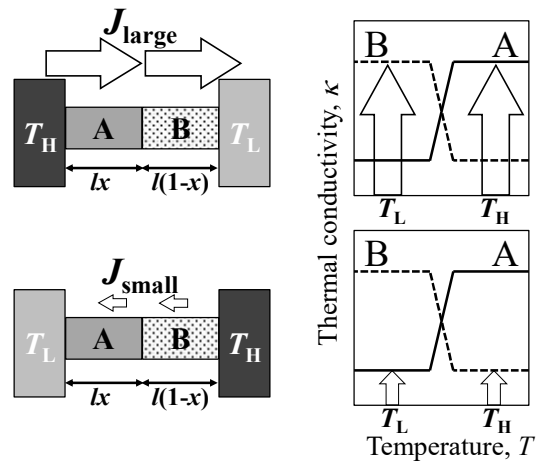 J_large
T_H
A
B
T_L
lx
l(1-x)
J_small
T_L
A
B
T_H
lx
l(1-x)
Thermal conductivity, κ
B
A
T_L
T_H
B
A
T_L
T_H
Temperature, T